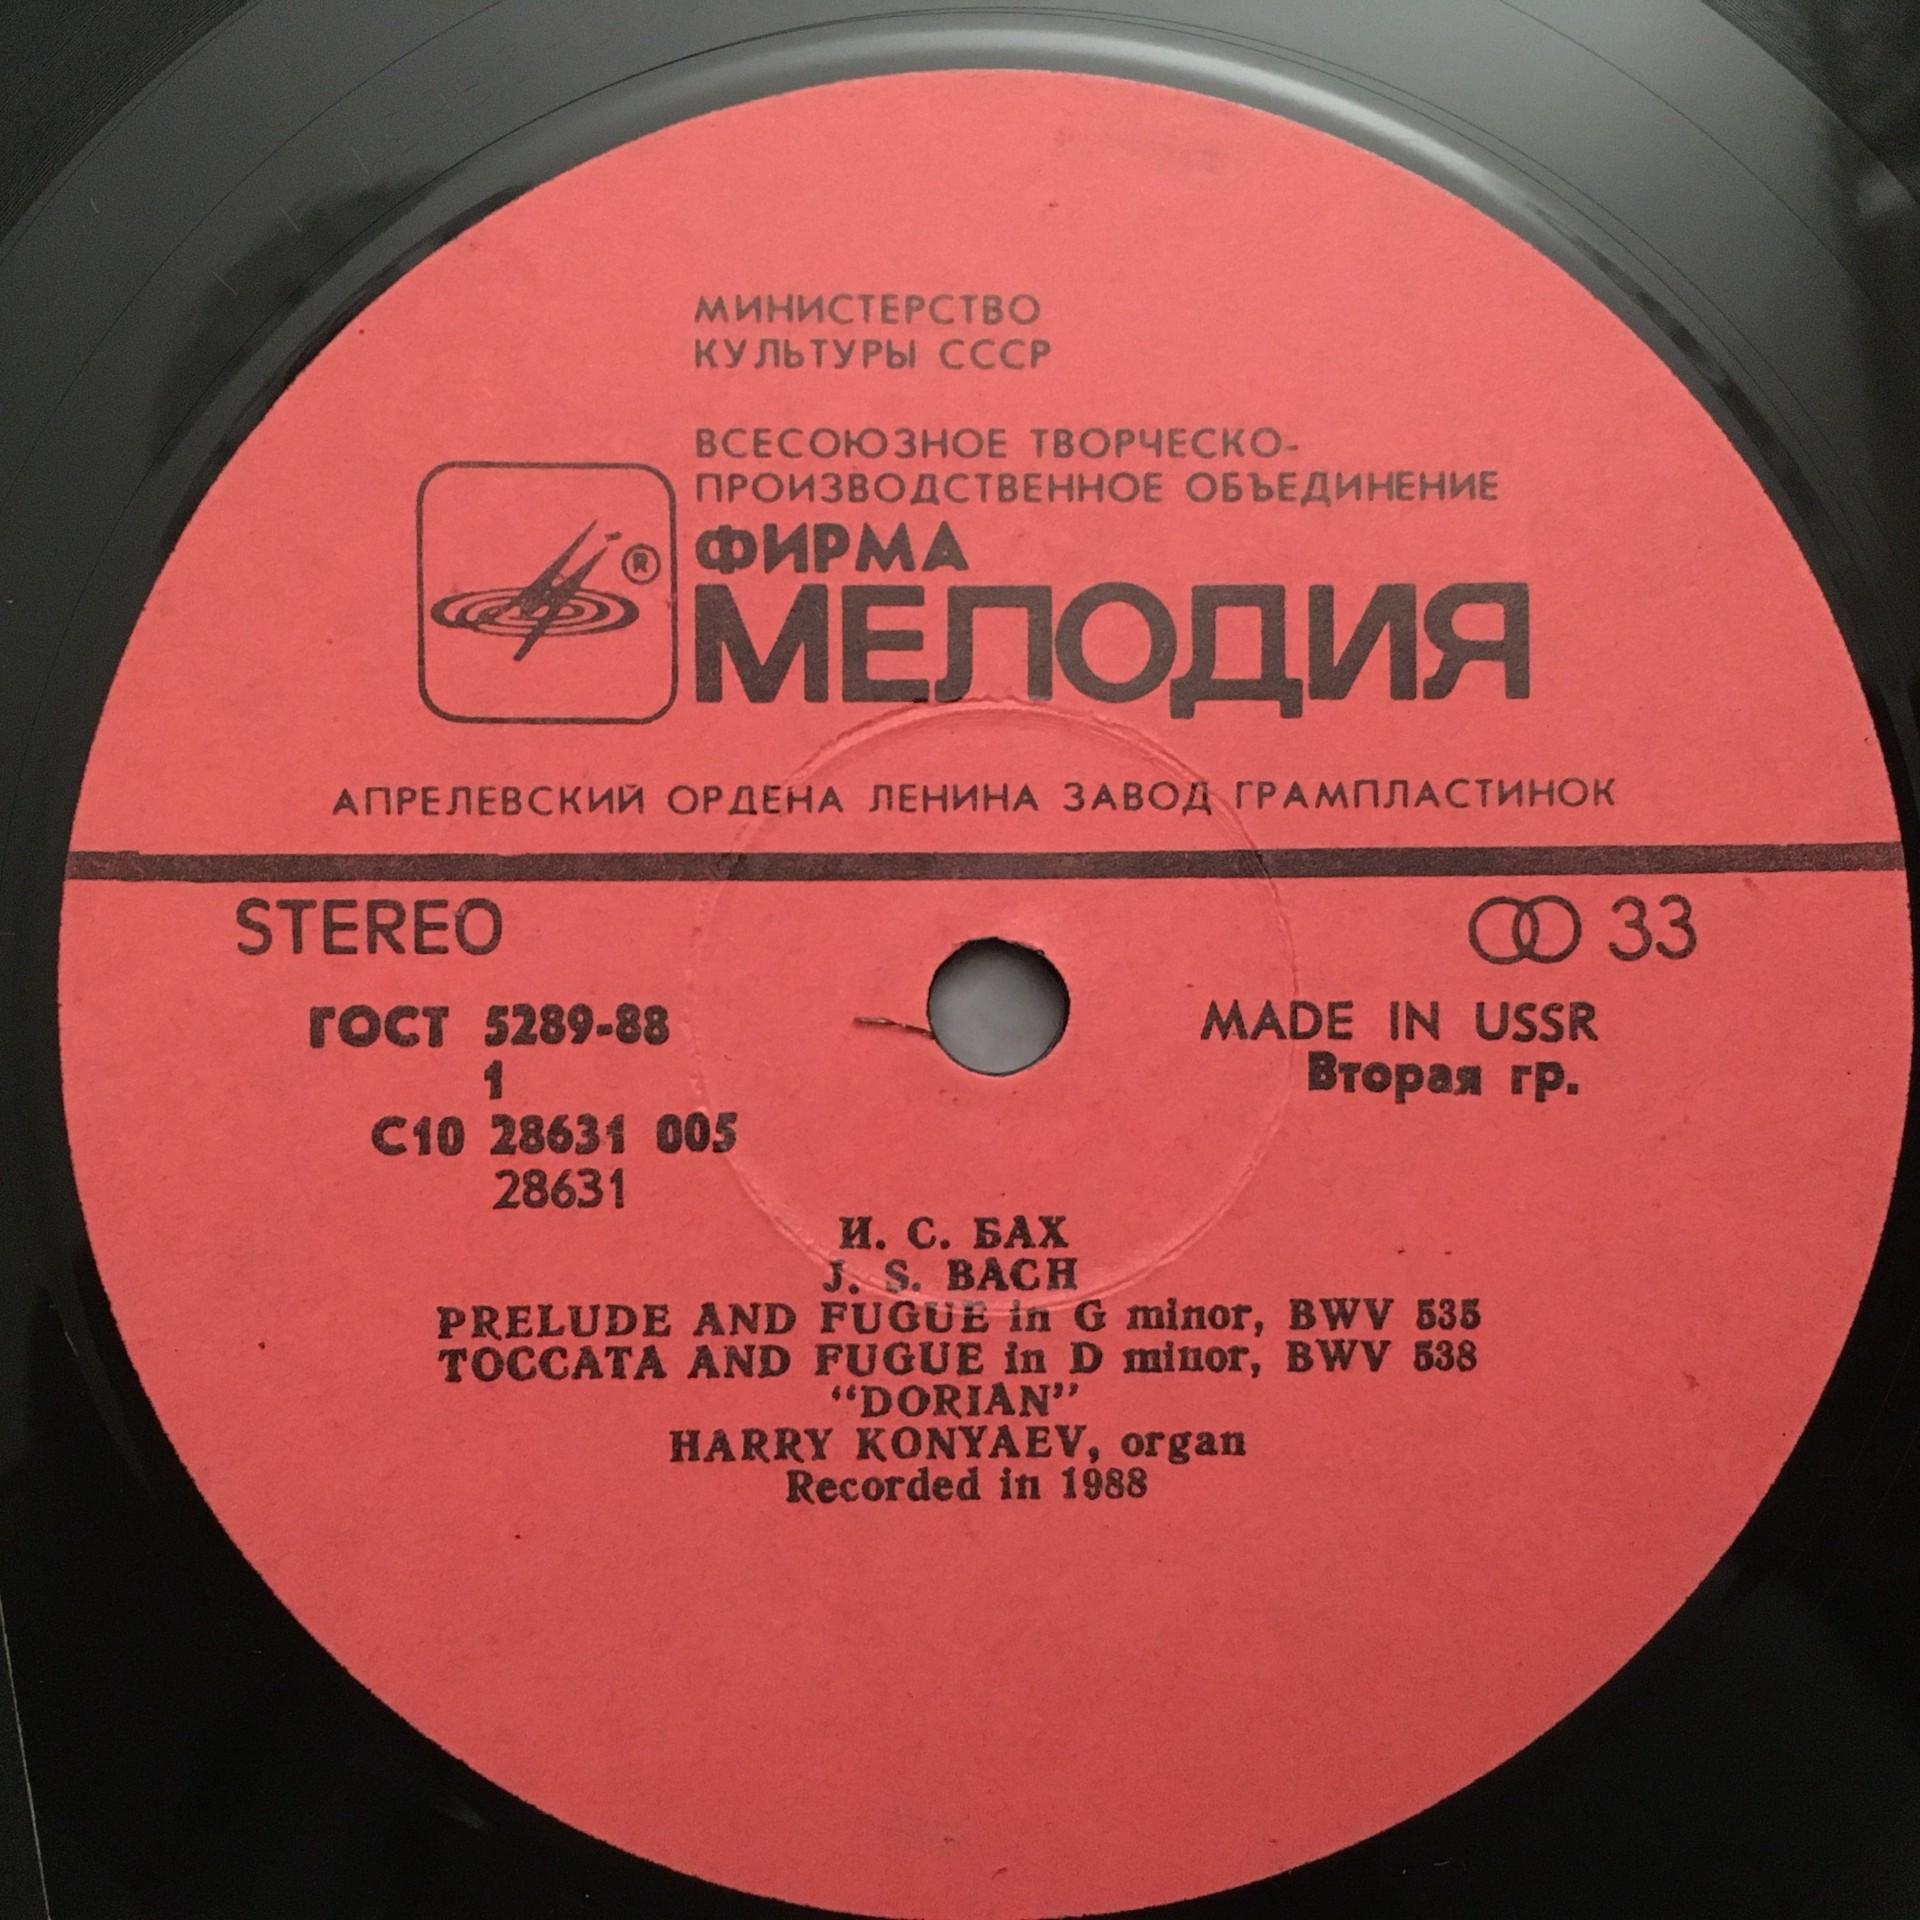 МИНИСТЕРСТВО
КУЛЬТУРЫ СССР
ВСЕСОЮЗНОЕ ТВОРЧЕСКО-
ПРОИЗВОДСТВЕННОЕ ОБЪЕДИНЕНИЕ
ФИРМА
®
МЕЛОДИЯ
АПРЕЛЕВСКИЙ ОРДЕНА ЛЕНИНА ЗАВОД ГРАМПЛАСТИНОК
STEREO
33
ГОСТ 5289-88
MADE IN USSR
1
Вторая гр.
С10 28631 005
28631
И. С. БАХ
J. S. BACH
PRELUDE AND FUGUE in G minor, BWV 535
TOCCATA AND FUGUE in D minor, BWV 538
“DORIAN”
HARRY KONYAEV, organ
Recorded in 1988